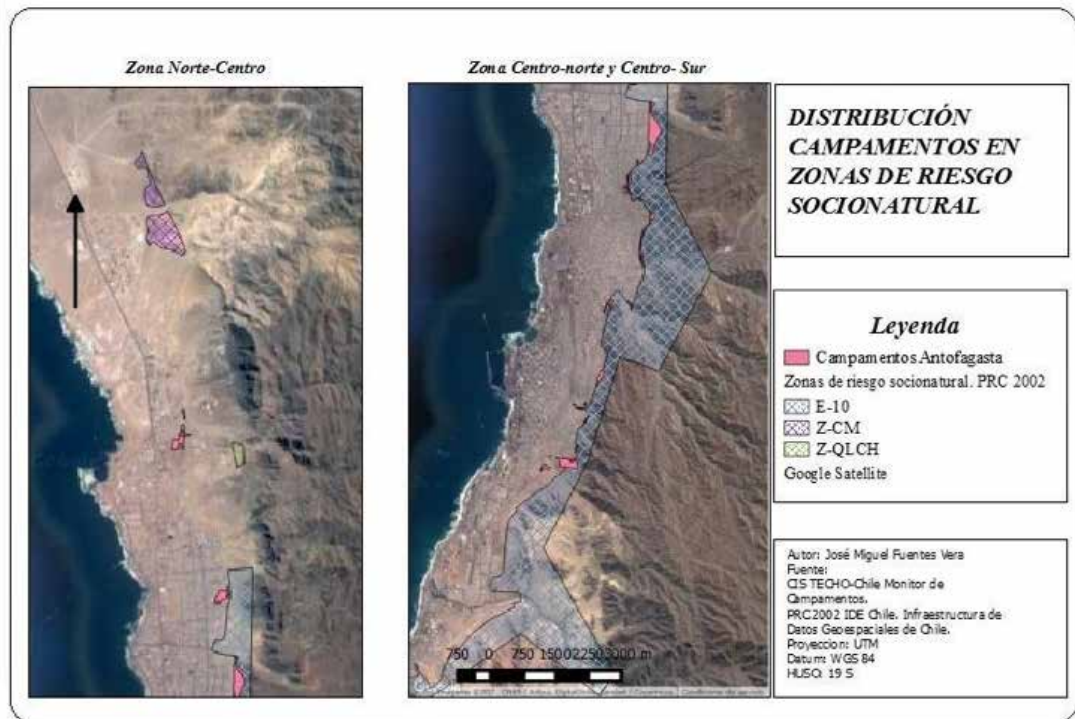 Zona Norte-Centro
Zona Centro-norte y Centro- Sur
750 0 750 1500225030000 m
DISTRIBUCIÓN
CAMPAMENTOS EN
ZONAS DE RIESGO
SOCIONATURAL
Leyenda
Campamentos Antofagasta
Zonas de riesgo socionatural. PRC 2002
E-10
Z-CM
Z-QLCH
Google Satellite
Autor: José Miguel Fuentes Vera
Fuente:
CIS TECHO-Chile Monitor de
Campamentos.
PRC2002 IDE Chile. Infraestructura de
Datos Geoespaciales de Chile.
Proyeccion: UTM
Datum: WGS 84
HUSO: 19 S